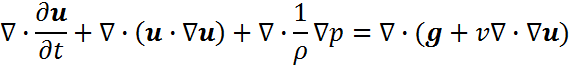 ∇ · ∂𝒖/∂t + ∇ · (𝒖 · ∇𝒖) + ∇ · 1/ρ ∇p = ∇ · (𝒈 + v∇ · ∇𝒖)